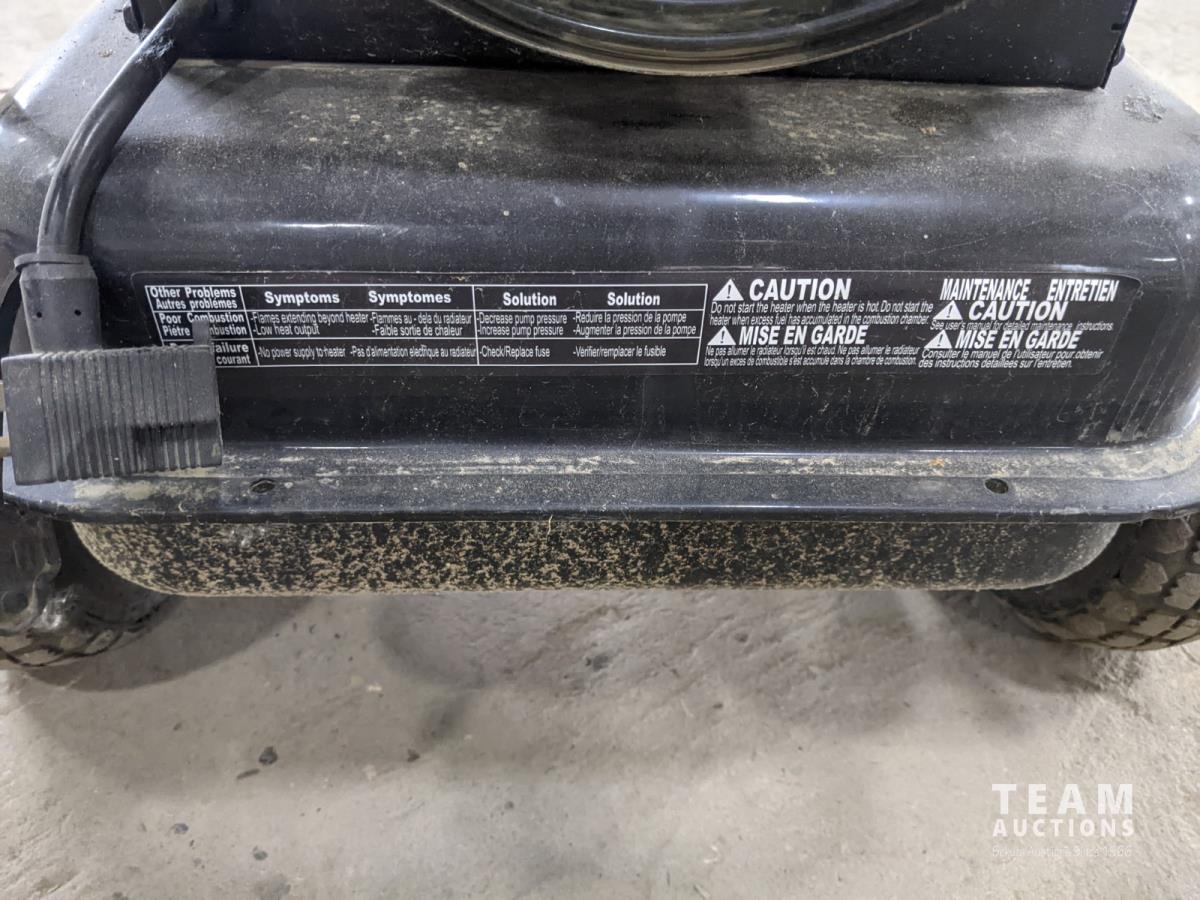 Other Problems
Autres problèmes
Symptoms Symptomes
Solution Solution
Poor Combustion
Piètre combustion
-Flames extending beyond heater -Flammes au - dela du radiateur
-Low heat output -Faible sortie de chaleur
-Decrease pump pressure -Réduire la pression de la pompe
-Increase pump pressure -Augmenter la pression de la pompe
Failure
courant
-No power supply to heater -Pas d'alimentation électrique au radiateur
-Check/Replace fuse -Vérifier/remplacer le fusible
CAUTION
Do not start the heater when the heater is hot. Do not start the
heater when excess fuel has accumulated in the combustion chamber.
MISE EN GARDE
Ne pas allumer le radiateur lorsqu'il est chaud. Ne pas allumer le radiateur
lorsqu'un excès de combustible s'est accumulé dans la chambre de combustion.
MAINTENANCE ENTRETIEN
CAUTION
See user's manual for detailed maintenance instructions.
MISE EN GARDE
Consulter le manuel de l'utilisateur pour obtenir
des instructions détaillées sur l'entretien.
TEAM
AUCTIONS